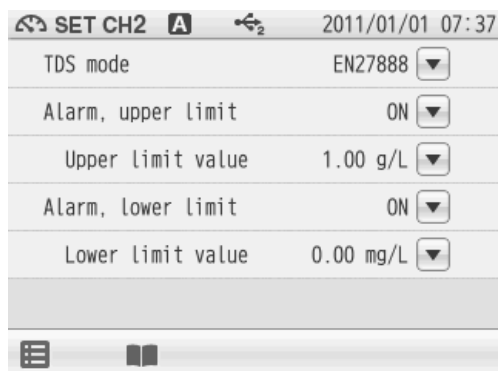 SET CH2 A 2 2011/01/01 07:37
TDS mode EN27888
Alarm, upper limit ON
Upper limit value 1.00 g/L
Alarm, lower limit ON
Lower limit value 0.00 mg/L